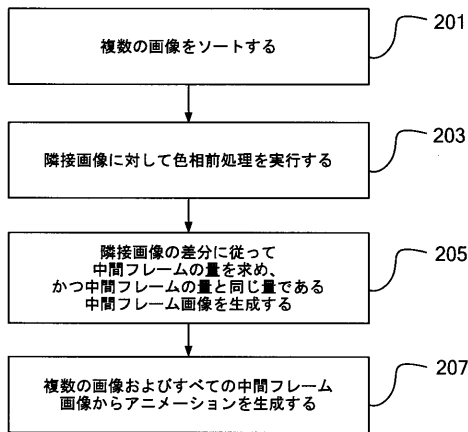 複数の画像をソートする
201
隣接画像に対して色相前処理を実行する
203
隣接画像の差分に従って
中間フレームの量を求め、
かつ中間フレームの量と同じ量である
中間フレーム画像を生成する
205
複数の画像およびすべての中間フレーム
画像からアニメーションを生成する
207